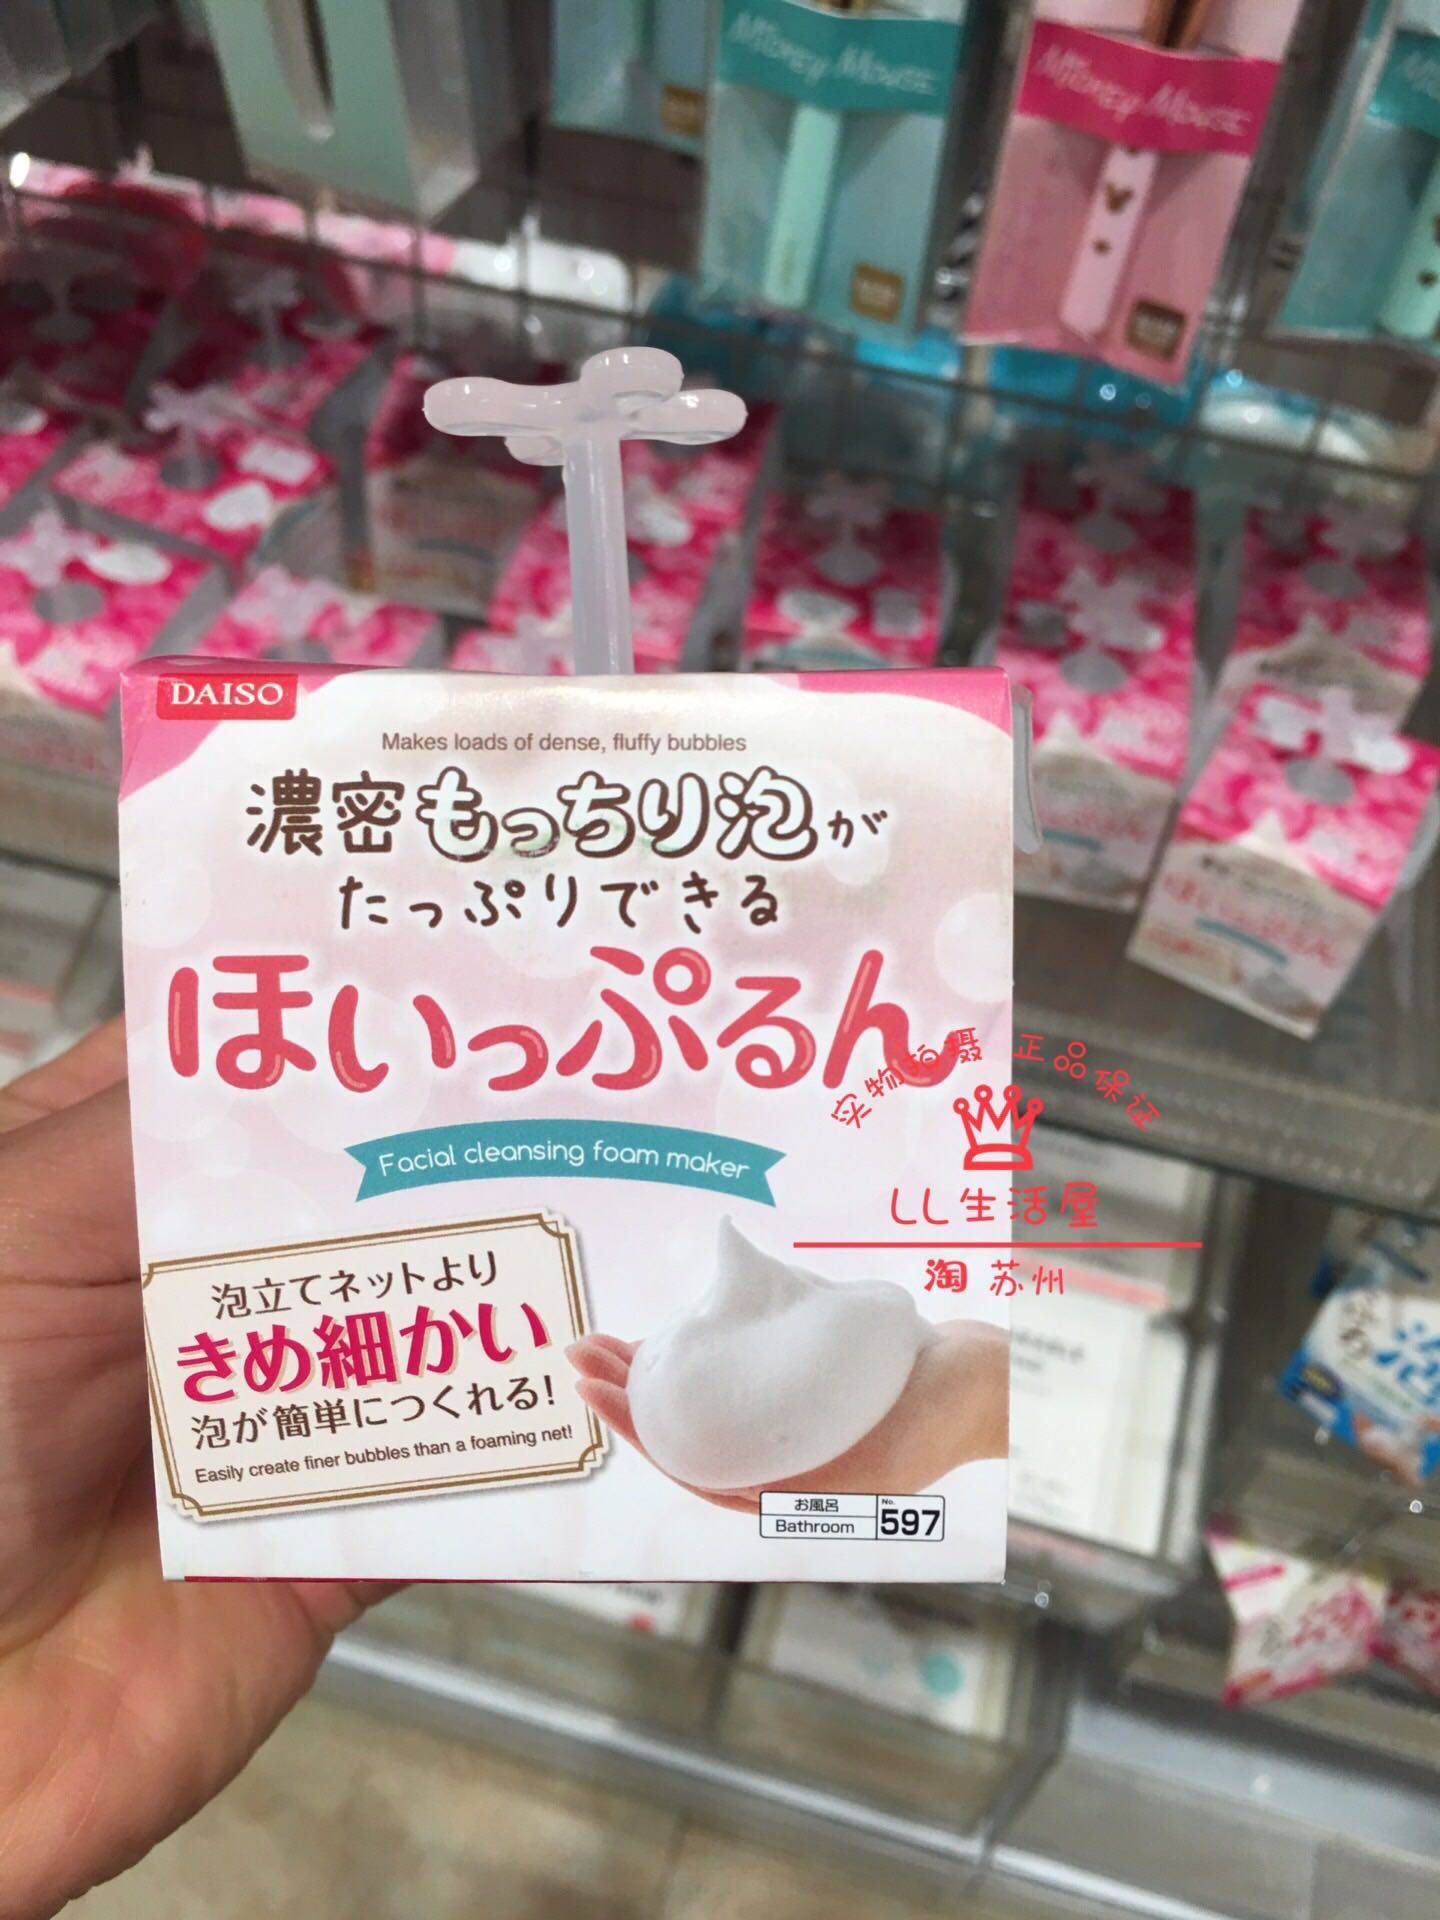 Mickey Mouse
Mickey Mouse
DAISO
Makes loads of dense, fluffy bubbles
濃密もっちり泡が
たっぷりできる
ほいっぷるん
Facial cleansing foam maker
泡立てネットより
きめ細かい
泡が簡単につくれる!
Easily create finer bubbles than a foaming net!
お風呂
Bathroom
No.
597
实物拍摄 正品保证
LL生活屋
淘 苏州